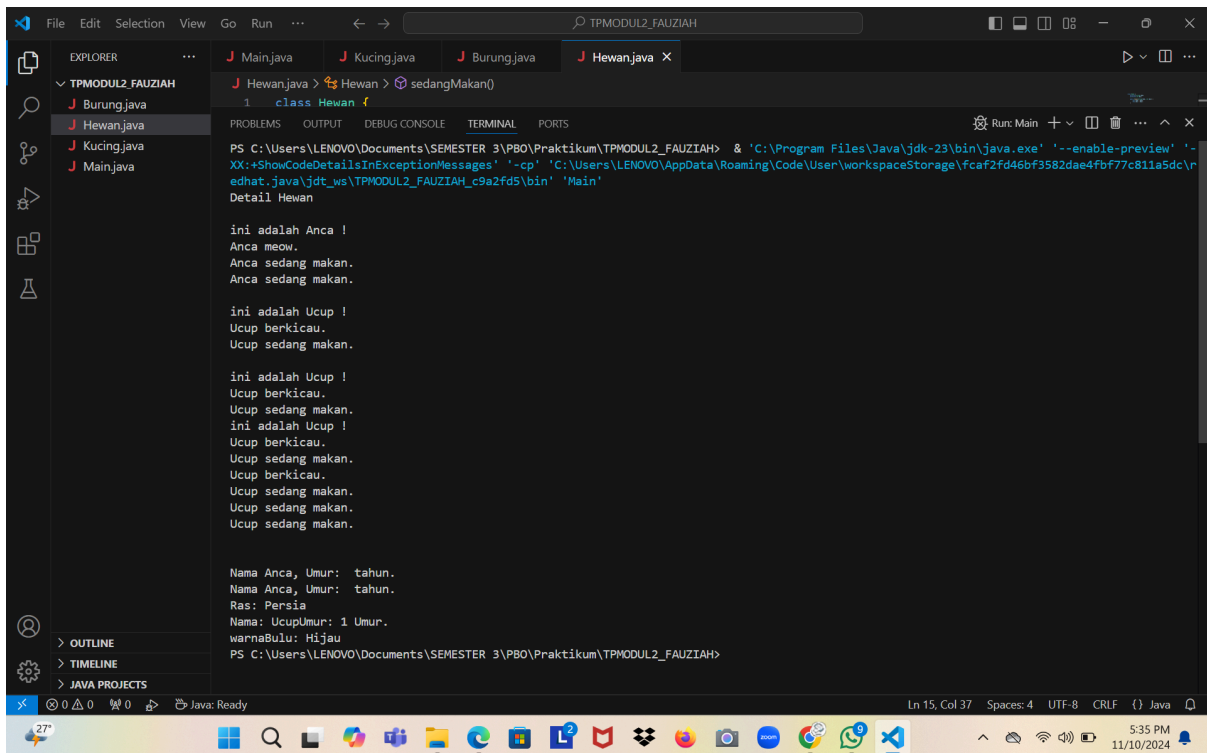 File Edit Selection View Go Run ··· TPMODUL2_FAUZIAH
EXPLORER ···
TPMODUL2_FAUZIAH
J Burung.java
J Hewan.java
J Kucing.java
J Main.java
OUTLINE
TIMELINE
JAVA PROJECTS
J Main.java J Kucing.java J Burung.java J Hewan.java
J Hewan.java > Hewan > sedangMakan()
1 class Hewan {
PROBLEMS OUTPUT DEBUG CONSOLE TERMINAL PORTS Run: Main
PS C:\Users\LENOVO\Documents\SEMESTER 3\PBO\Praktikum\TPMODUL2_FAUZIAH> & 'C:\Program Files\Java\jdk-23\bin\java.exe' '--enable-preview' '-
XX:+ShowCodeDetailsInExceptionMessages' '-cp' 'C:\Users\LENOVO\AppData\Roaming\Code\User\workspaceStorage\fcaf2fd46bf3582dae4fbf77c811a5dc\r
edhat.java\jdt_ws\TPMODUL2_FAUZIAH_c9a2fd5\bin' 'Main'
Detail Hewan
ini adalah Anca !
Anca meow.
Anca sedang makan.
Anca sedang makan.
ini adalah Ucup !
Ucup berkicau.
Ucup sedang makan.
ini adalah Ucup !
Ucup berkicau.
Ucup sedang makan.
ini adalah Ucup !
Ucup berkicau.
Ucup sedang makan.
Ucup berkicau.
Ucup sedang makan.
Ucup sedang makan.
Ucup sedang makan.
Nama Anca, Umur:  tahun.
Nama Anca, Umur:  tahun.
Ras: Persia
Nama: UcupUmur: 1 Umur.
warnaBulu: Hijau
PS C:\Users\LENOVO\Documents\SEMESTER 3\PBO\Praktikum\TPMODUL2_FAUZIAH>
0 0 0 Java: Ready Ln 15, Col 37 Spaces: 4 UTF-8 CRLF {} Java
27° L 2 zoom 9 5:35 PM
11/10/2024